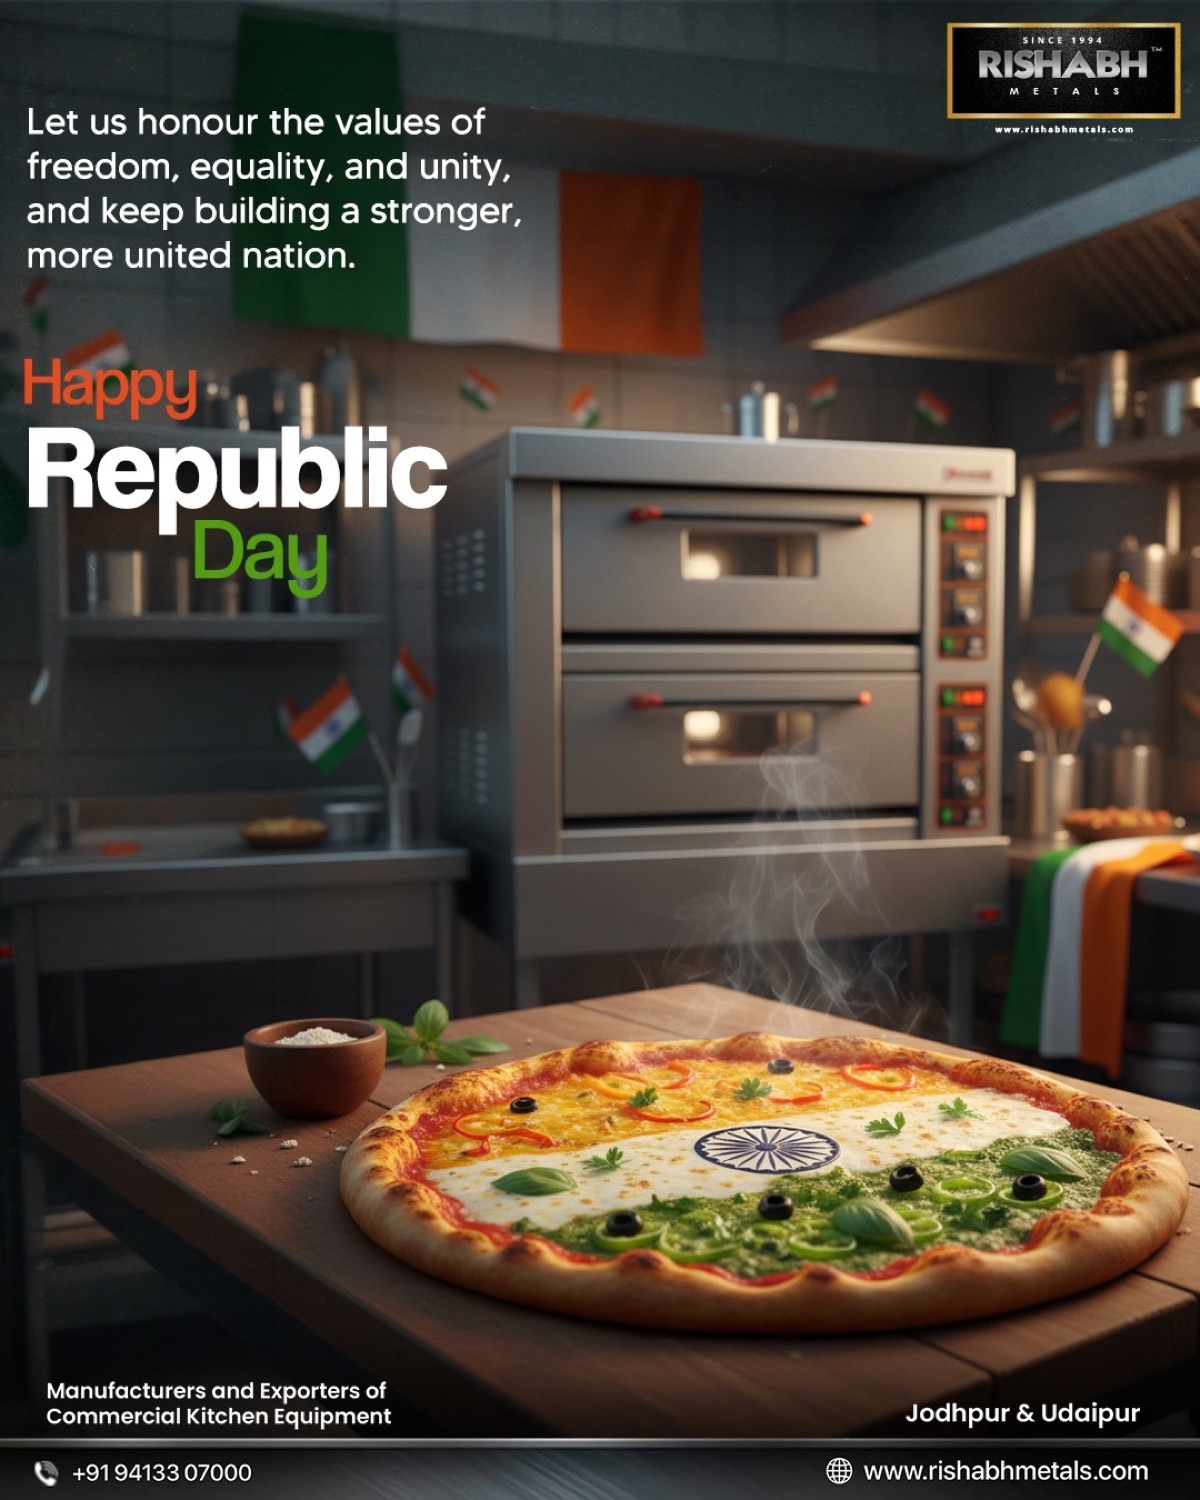 SINCE 1994
RISHABH™
METALS
www.rishabhmetals.com
Let us honour the values of
freedom, equality, and unity,
and keep building a stronger,
more united nation.
Happy
Republic
Day
Manufacturers and Exporters of
Commercial Kitchen Equipment
Jodhpur & Udaipur
+91 94133 07000
www.rishabhmetals.com